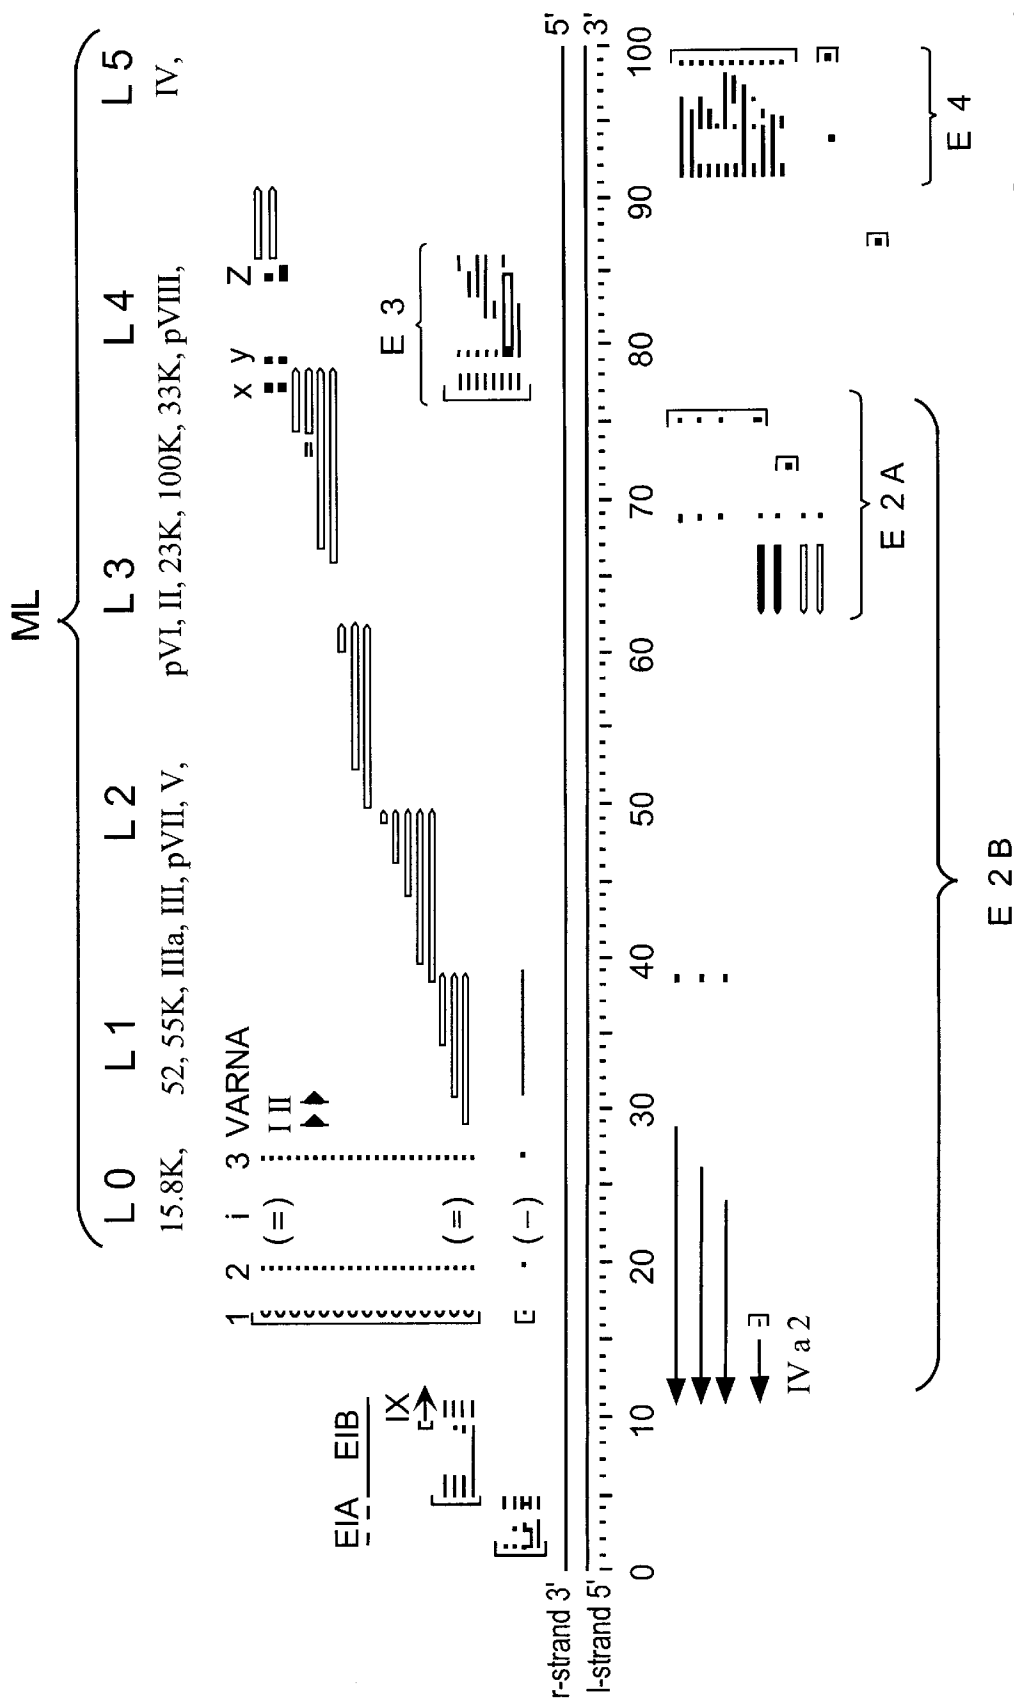 ML
L 0 L 1 L 2 L 3 L 4 L 5
15.8K, 52, 55K, IIIa, III, pVII, V, pVI, II, 23K, 100K, 33K, pVIII, IV,
1 2 i 3 VARNA x y Z
(=) I II
EIA EIB
IX
E 3
(=)
(–)
r-strand 3' 5'
l-strand 5' 3'
0 10 20 30 40 50 60 70 80 90 100
IV a 2
E 2 A
E 4
E 2 B